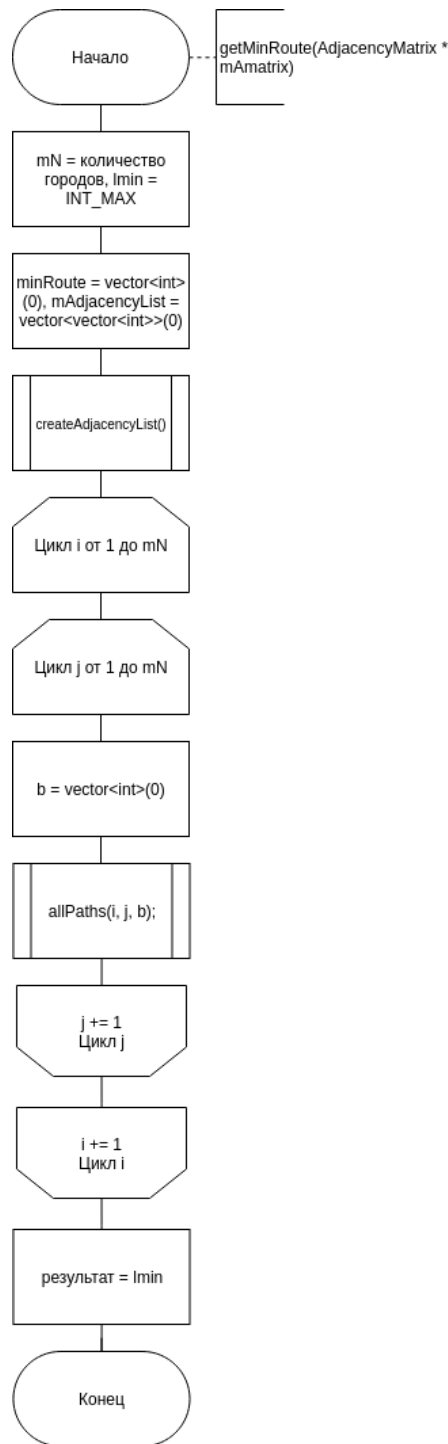 Начало
getMinRoute(AdjacencyMatrix *
mAmatrix)
mN = количество
городов, lmin =
INT_MAX
minRoute = vector<int>
(0), mAdjacencyList =
vector<vector<int>>(0)
createAdjacencyList()
Цикл i от 1 до mN
Цикл j от 1 до mN
b = vector<int>(0)
allPaths(i, j, b);
j += 1
Цикл j
i += 1
Цикл i
результат = lmin
Конец